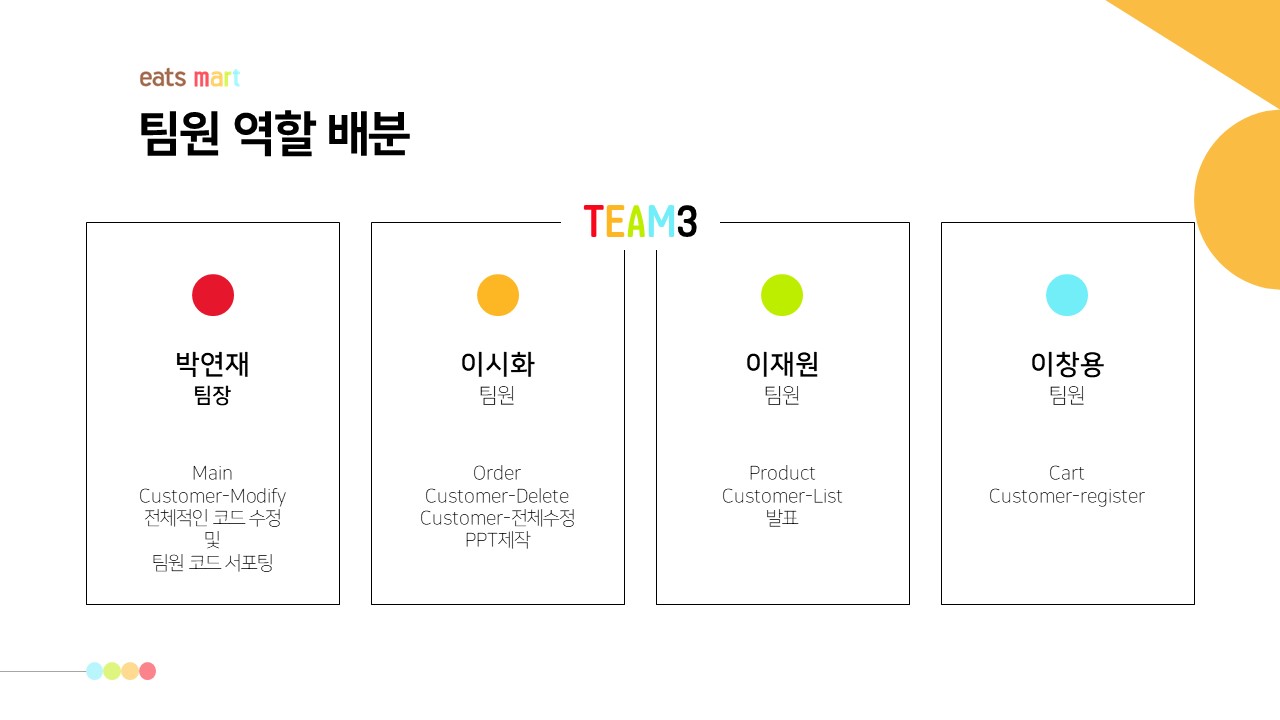 eats mart
팀원 역할 배분
TEAM3
박연재
팀장
Main
Customer-Modify
전체적인 코드 수정
및
팀원 코드 서포팅
이시화
팀원
Order
Customer-Delete
Customer-전체수정
PPT제작
이재원
팀원
Product
Customer-List
발표
이창용
팀원
Cart
Customer-register